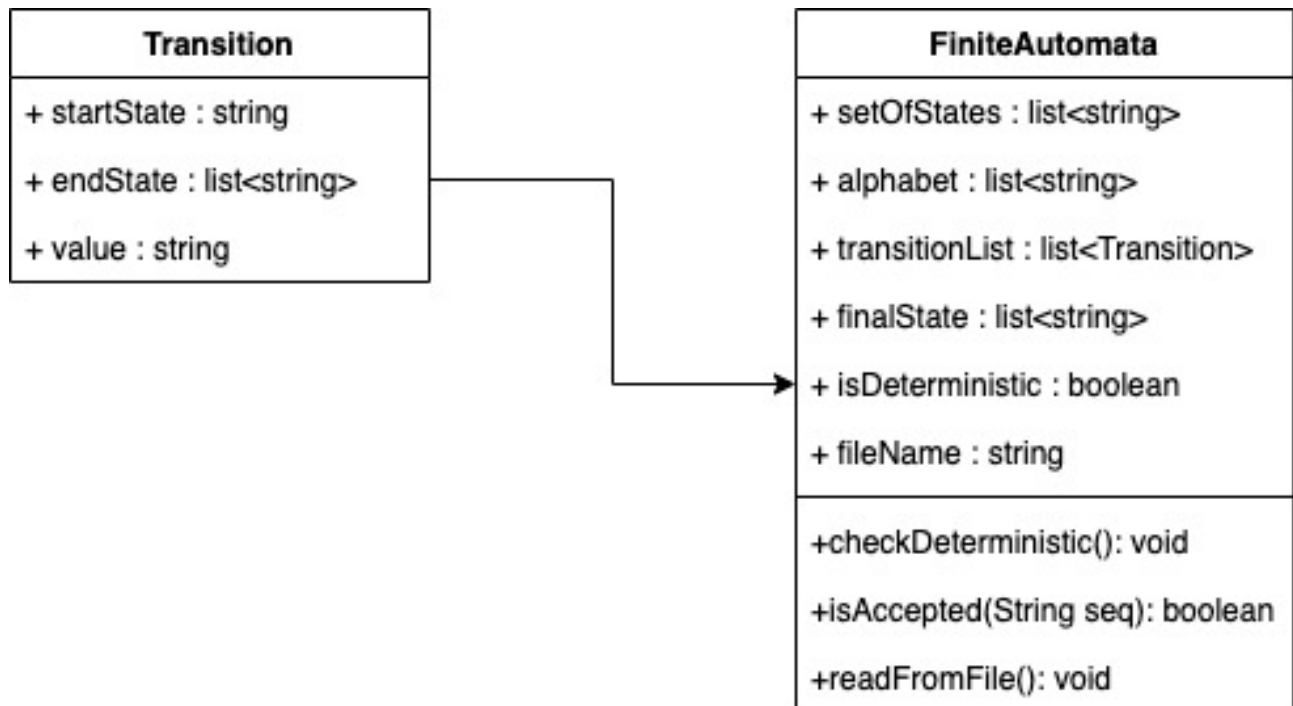 Transition
+ startState : string
+ endState : list<string>
+ value : string
FiniteAutomata
+ setOfStates : list<string>
+ alphabet : list<string>
+ transitionList : list<Transition>
+ finalState : list<string>
+ isDeterministic : boolean
+ fileName : string
+checkDeterministic(): void
+isAccepted(String seq): boolean
+readFromFile(): void